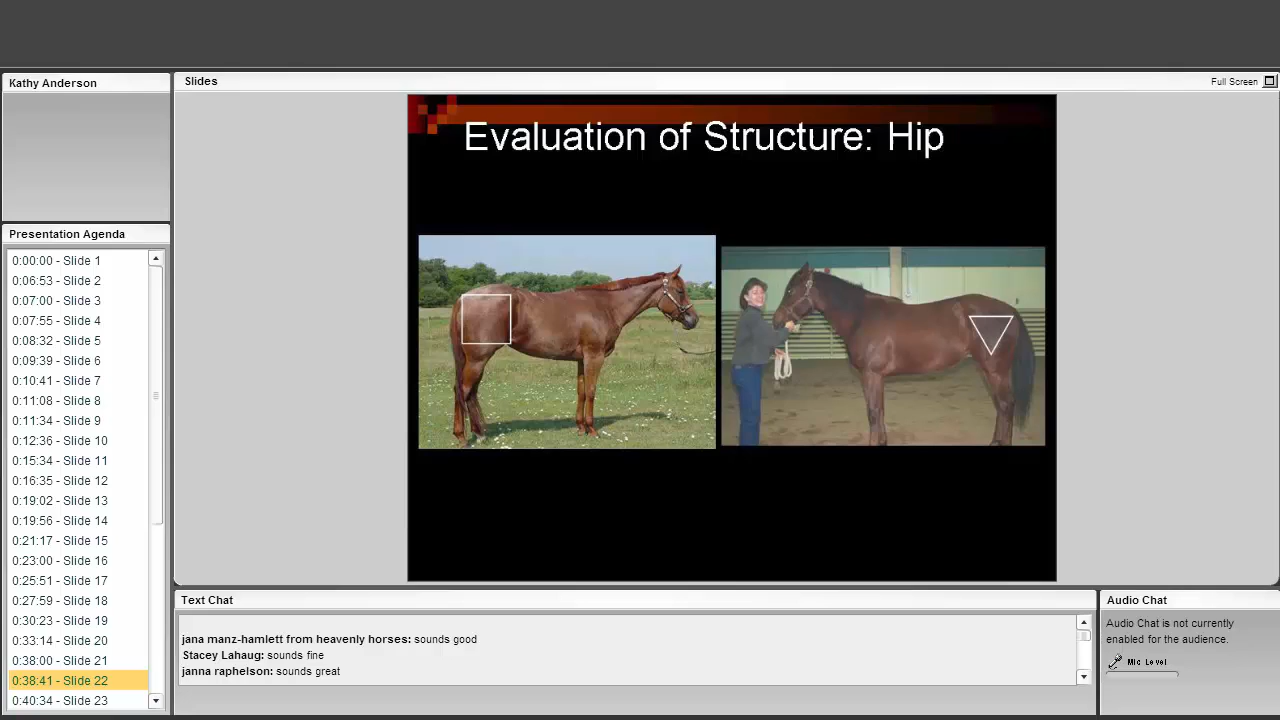 Kathy Anderson
Slides
Full Screen
Evaluation of Structure: Hip
Presentation Agenda
0:00:00 - Slide 1
0:06:53 - Slide 2
0:07:00 - Slide 3
0:07:55 - Slide 4
0:08:32 - Slide 5
0:09:39 - Slide 6
0:10:41 - Slide 7
0:11:08 - Slide 8
0:11:34 - Slide 9
0:12:36 - Slide 10
0:15:34 - Slide 11
0:16:35 - Slide 12
0:19:02 - Slide 13
0:19:56 - Slide 14
0:21:17 - Slide 15
0:23:00 - Slide 16
0:25:51 - Slide 17
0:27:59 - Slide 18
0:30:23 - Slide 19
0:33:14 - Slide 20
0:38:00 - Slide 21
0:38:41 - Slide 22
0:40:34 - Slide 23
Text Chat
jana manz-hamlett from heavenly horses: sounds good
Stacey Lahaug: sounds fine
janna raphelson: sounds great
Audio Chat
Audio Chat is not currently
enabled for the audience.
Mic Level